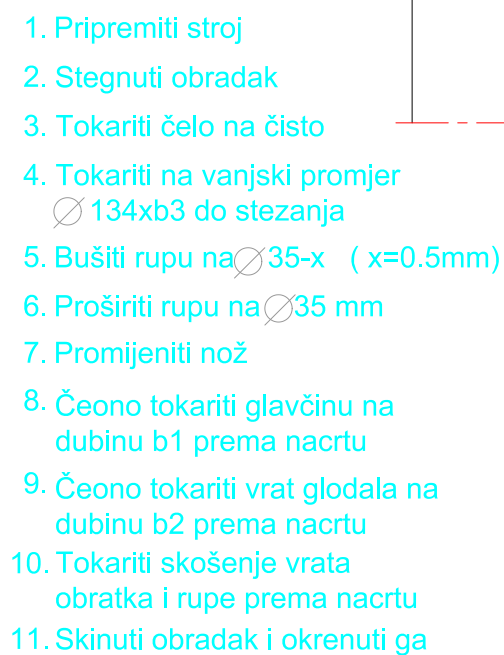 1. Pripremiti stroj
2. Stegnuti obradak
3. Tokariti čelo na čisto
4. Tokariti na vanjski promjer
∅ 134xb3 do stezanja
5. Bušiti rupu na∅ 35-x ( x=0.5mm)
6. Proširiti rupu na∅35 mm
7. Promijeniti nož
8. Čeono tokariti glavčinu na
dubinu b1 prema nacrtu
9. Čeono tokariti vrat glodala na
dubinu b2 prema nacrtu
10. Tokariti skošenje vrata
obratka i rupe prema nacrtu
11. Skinuti obradak i okrenuti ga